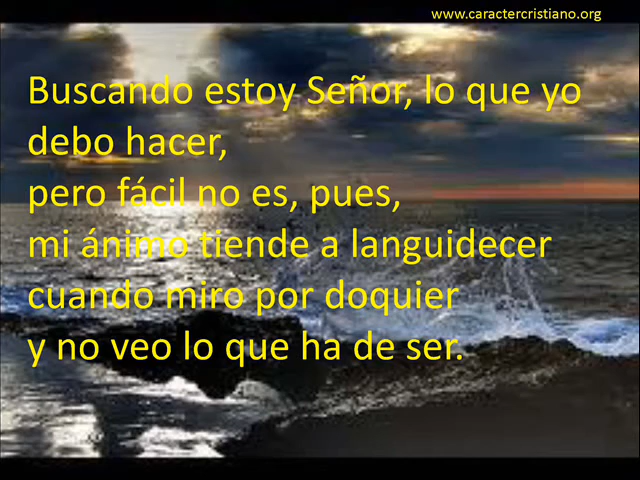 www.caractercristiano.org
Buscando estoy Señor, lo que yo
debo hacer,
pero fácil no es, pues,
mi ánimo tiende a languidecer
cuando miro por doquier
y no veo lo que ha de ser.